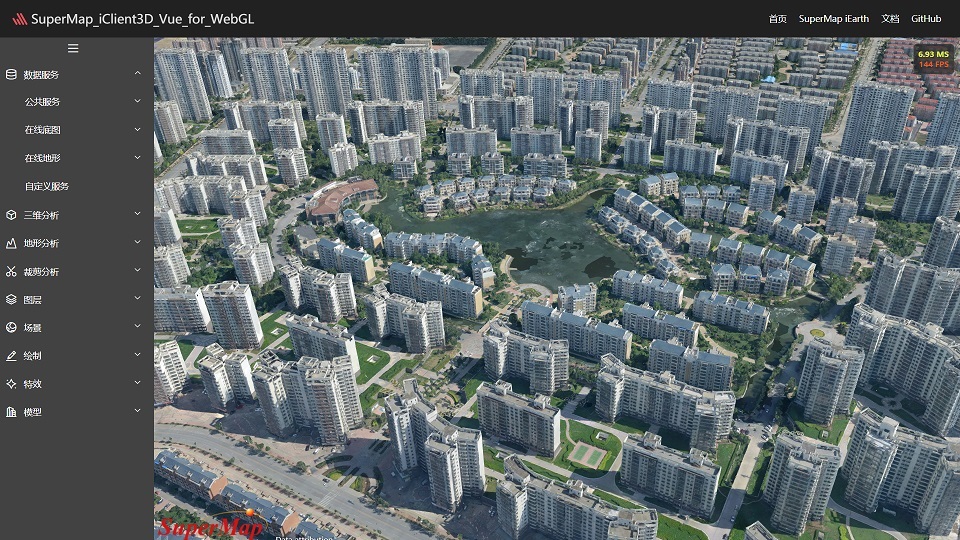 SuperMap_iClient3D_Vue_for_WebGL
首页 SuperMap iEarth 文档 GitHub
6.93 MS
144 FPS
数据服务
公共服务
在线底图
在线地形
自定义服务
三维分析
地形分析
裁剪分析
图层
场景
绘制
特效
模型
SuperMap
Data attribution